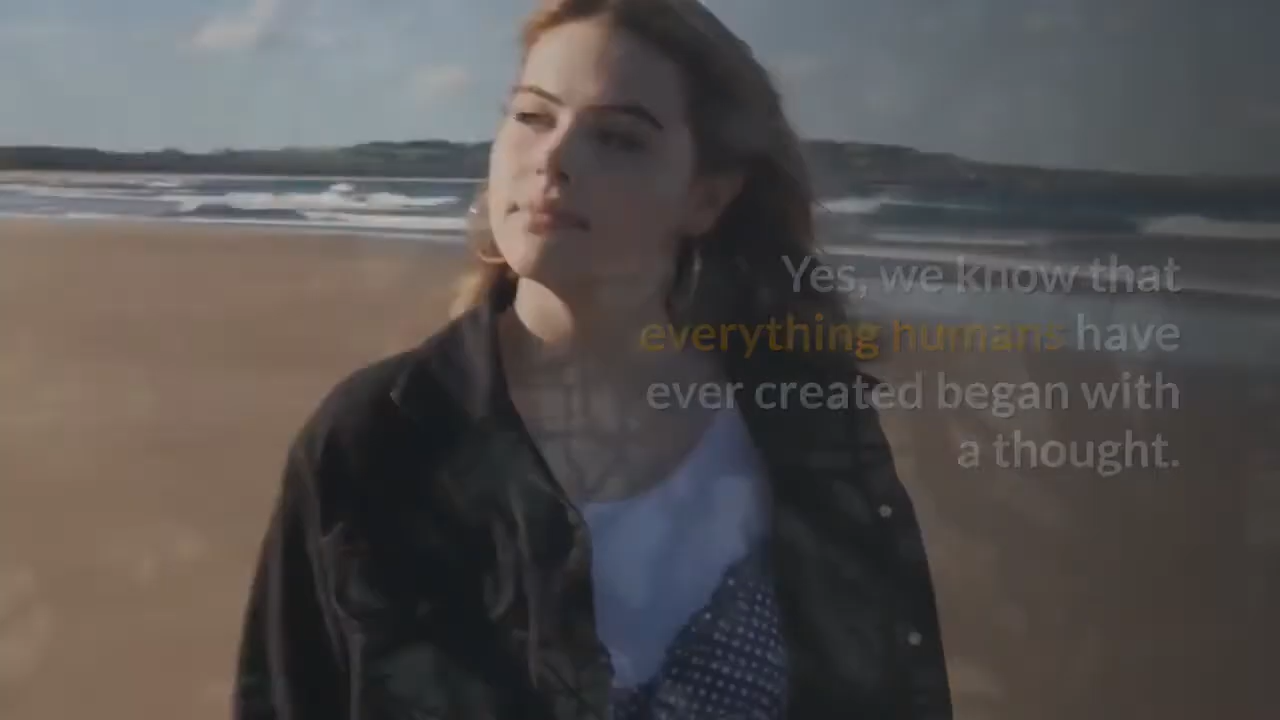 Yes, we know that
everything humans have
ever created began with
a thought.